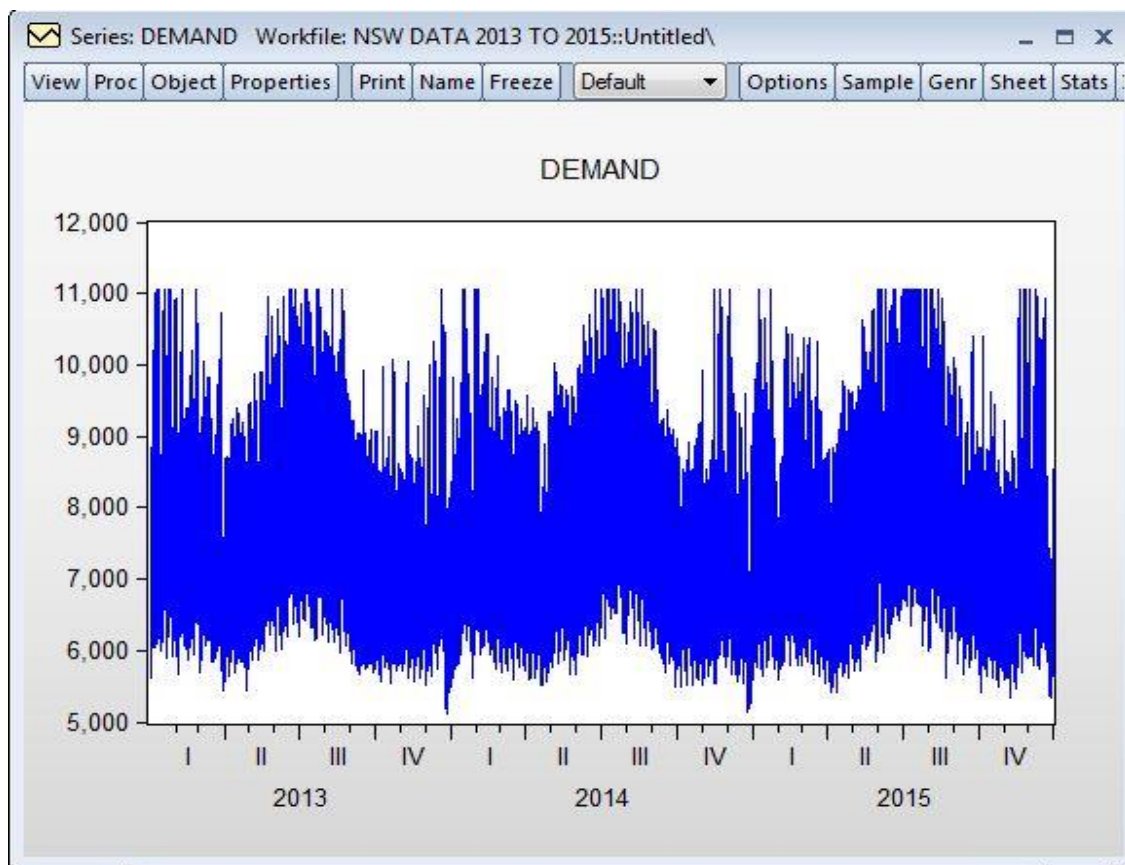 Series: DEMAND Workfile: NSW DATA 2013 TO 2015::Untitled\
View Proc Object Properties Print Name Freeze Default Options Sample Genr Sheet Stats
DEMAND
12,000
11,000
10,000
9,000
8,000
7,000
6,000
5,000
I II III IV I II III IV I II III IV
2013 2014 2015